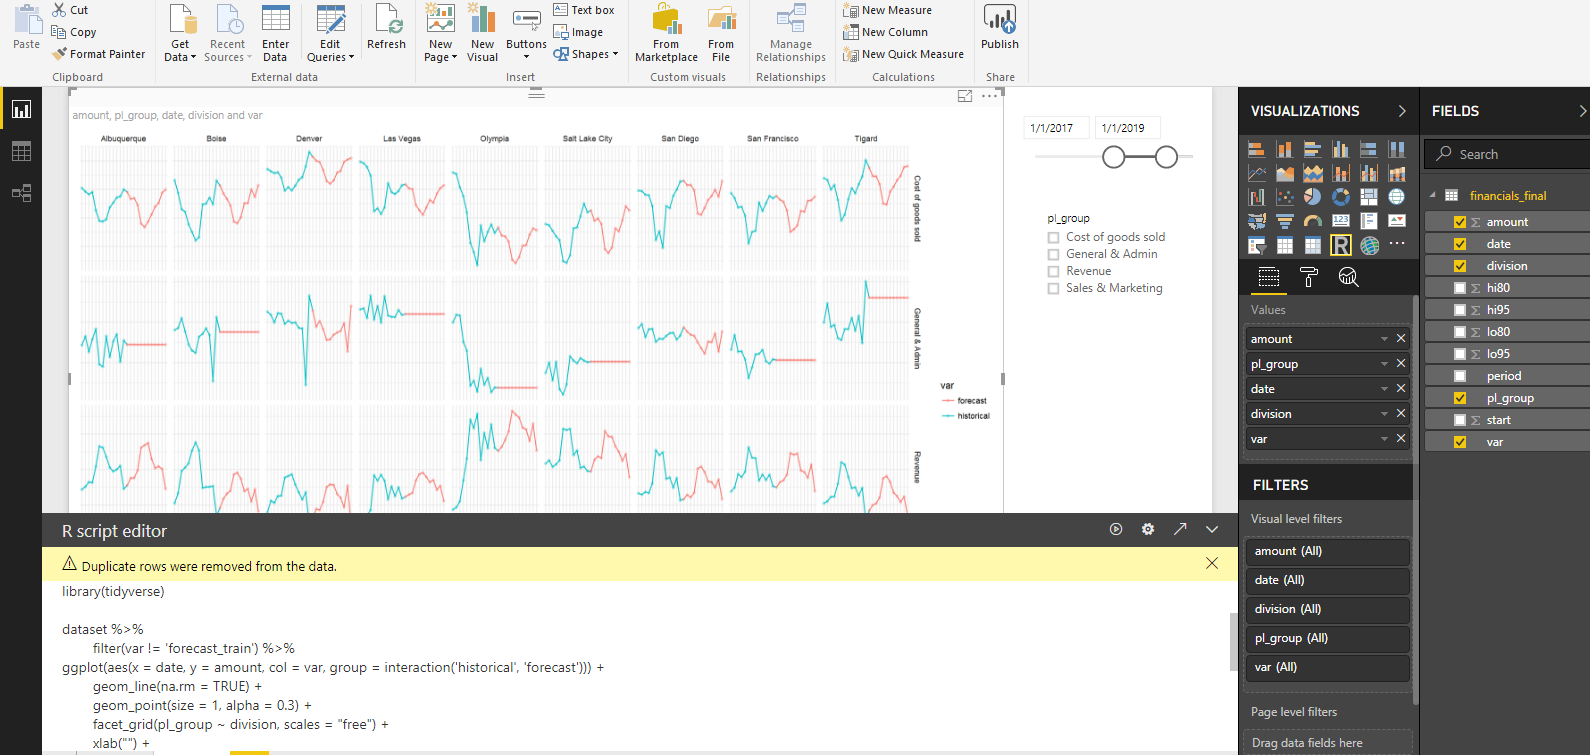 Cut
Copy
Format Painter
Paste
Clipboard
Get Data
Recent Sources
Enter Data
Edit Queries
Refresh
External data
New Page
New Visual
Buttons
Text box
Image
Shapes
Insert
From Marketplace
From File
Custom visuals
Manage Relationships
Relationships
New Measure
New Column
New Quick Measure
Calculations
Publish
Share
amount, pl_group, date, division and var
Albuquerque
Boise
Denver
Las Vegas
Olympia
Salt Lake City
San Diego
San Francisco
Tigard
Cost of goods sold
General & Admin
Revenue
var
forecast
historical
1/1/2017
1/1/2019
pl_group
Cost of goods sold
General & Admin
Revenue
Sales & Marketing
R script editor
Duplicate rows were removed from the data.
library(tidyverse)
dataset %>%
filter(var != 'forecast_train') %>%
ggplot(aes(x = date, y = amount, col = var, group = interaction('historical', 'forecast'))) +
geom_line(na.rm = TRUE) +
geom_point(size = 1, alpha = 0.3) +
facet_grid(pl_group ~ division, scales = "free") +
xlab("") +
VISUALIZATIONS
123
R
Values
amount
pl_group
date
division
var
FILTERS
Visual level filters
amount (All)
date (All)
division (All)
pl_group (All)
var (All)
Page level filters
Drag data fields here
FIELDS
Search
financials_final
amount
date
division
hi80
hi95
lo80
lo95
period
pl_group
start
var